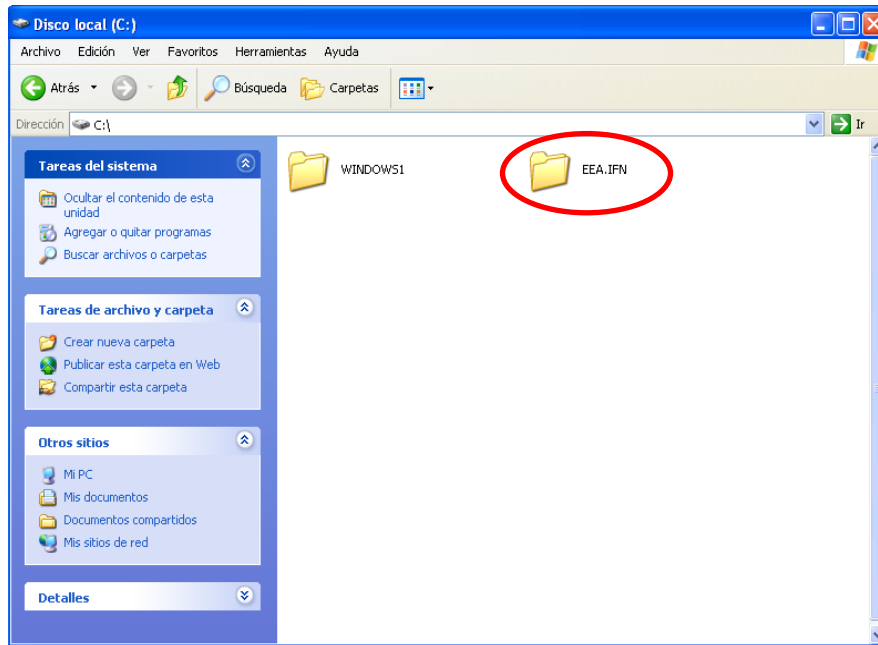 Disco local (C:)
Archivo Edición Ver Favoritos Herramientas Ayuda
Atrás Búsqueda Carpetas
Dirección C:\ Ir
Tareas del sistema
Ocultar el contenido de esta
unidad
Agregar o quitar programas
Buscar archivos o carpetas
Tareas de archivo y carpeta
Crear nueva carpeta
Publicar esta carpeta en Web
Compartir esta carpeta
Otros sitios
Mi PC
Mis documentos
Documentos compartidos
Mis sitios de red
Detalles
WINDOWS1 EEA.IFN